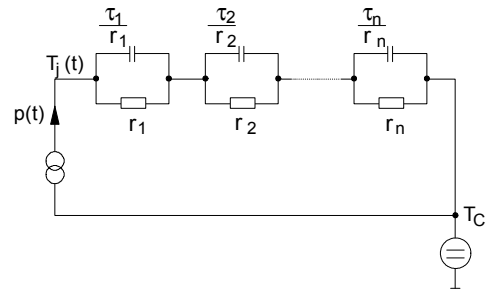 τ1 τ2 τn
r1 r2 rn
Tj (t)
r1 r2 rn
p(t)
TC